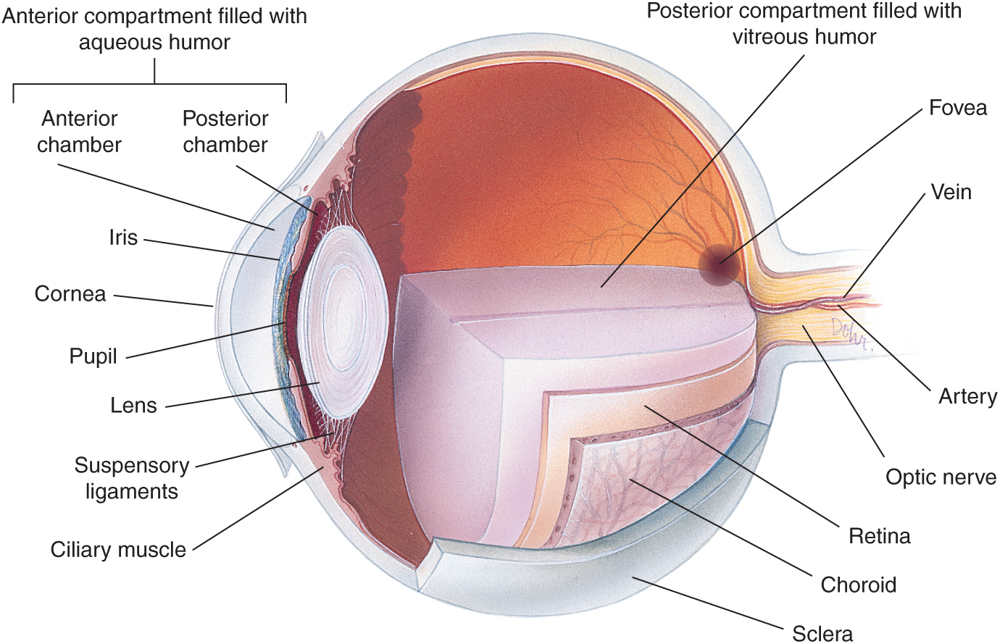 Anterior compartment filled with
aqueous humor
Posterior compartment filled with
vitreous humor
Anterior
chamber
Posterior
chamber
Fovea
Vein
Iris
Cornea
Pupil
Lens
Artery
Suspensory
ligaments
Optic nerve
Ciliary muscle
Retina
Choroid
Sclera